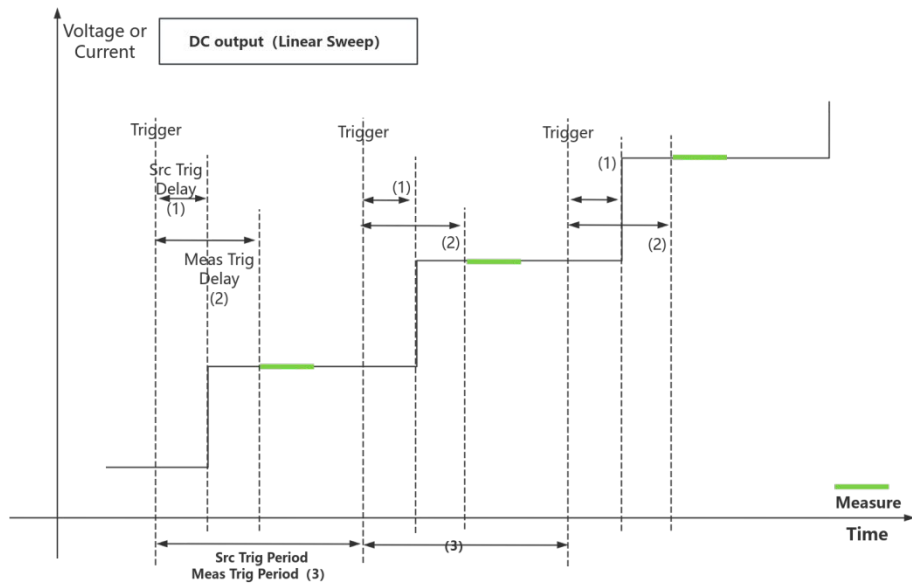 Voltage or
Current
DC output (Linear Sweep)
Trigger
Trigger
Trigger
Src Trig
Delay
(1)
(1)
(1)
Meas Trig
Delay
(2)
(2)
(2)
Measure
Time
Src Trig Period
Meas Trig Period (3)
(3)